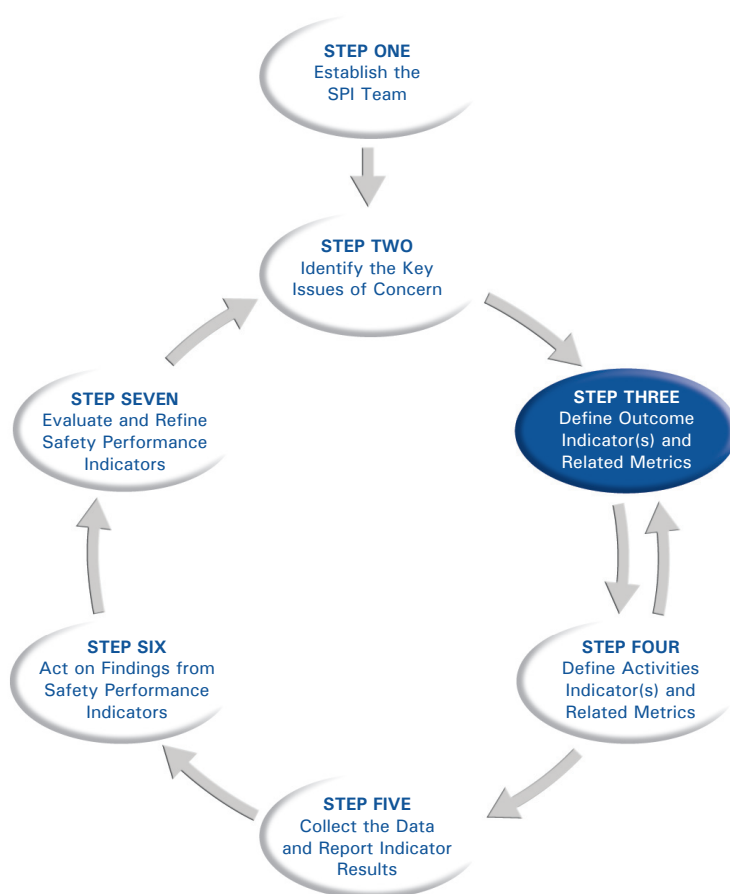 STEP ONE
Establish the
SPI Team
STEP TWO
Identify the Key
Issues of Concern
STEP THREE
Define Outcome
Indicator(s) and
Related Metrics
STEP FOUR
Define Activities
Indicator(s) and
Related Metrics
STEP FIVE
Collect the Data
and Report Indicator
Results
STEP SIX
Act on Findings from
Safety Performance
Indicators
STEP SEVEN
Evaluate and Refine
Safety Performance
Indicators